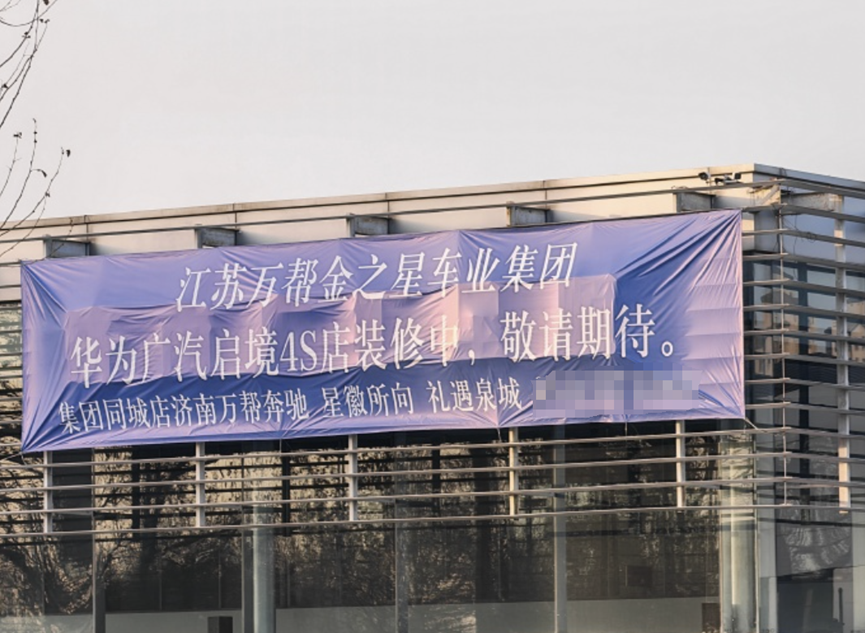 江苏万帮金之星车业集团
华为广汽启境4S店装修中，敬请期待。
集团同城店济南万帮奔驰 星徽所向 礼遇泉城